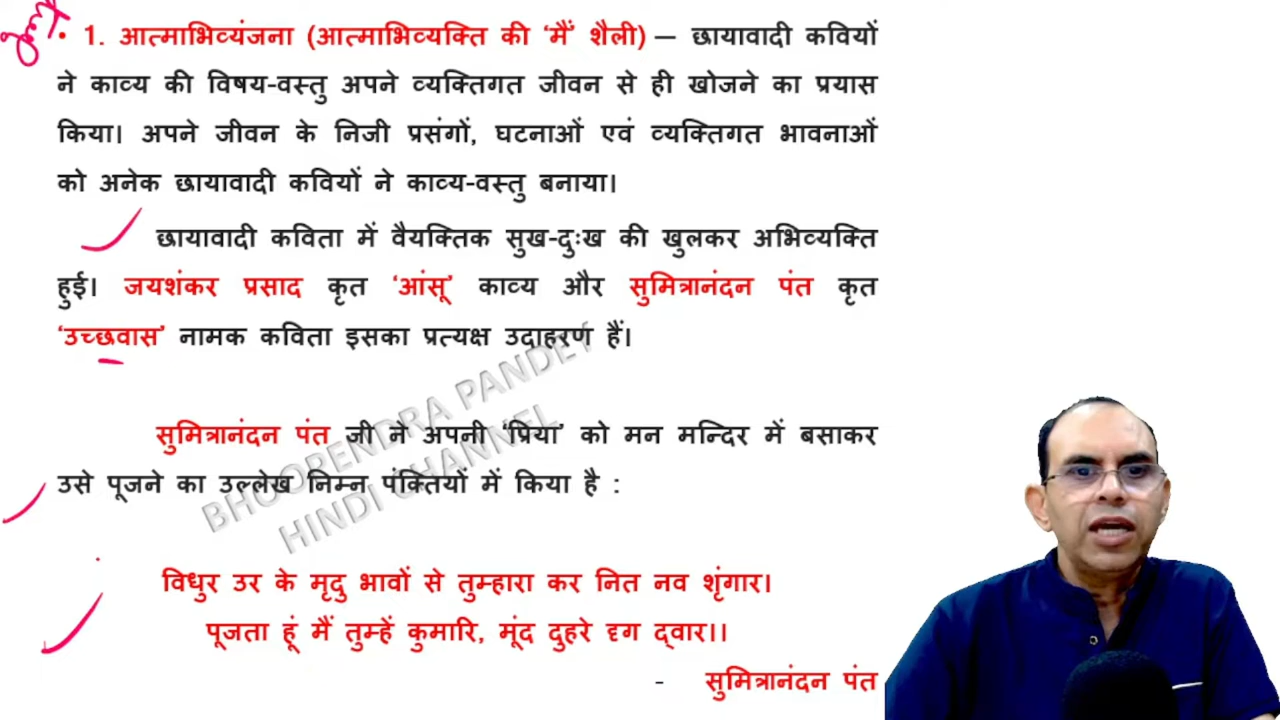 • 1. आत्माभिव्यंजना (आत्माभिव्यक्ति की ‘मैं’ शैली) — छायावादी कवियों
ने काव्य की विषय-वस्तु अपने व्यक्तिगत जीवन से ही खोजने का प्रयास
किया। अपने जीवन के निजी प्रसंगों, घटनाओं एवं व्यक्तिगत भावनाओं
को अनेक छायावादी कवियों ने काव्य-वस्तु बनाया।
छायावादी कविता में वैयक्तिक सुख-दुःख की खुलकर अभिव्यक्ति
हुई। जयशंकर प्रसाद कृत ‘आंसू’ काव्य और सुमित्रानंदन पंत कृत
‘उच्छवास’ नामक कविता इसका प्रत्यक्ष उदाहरण हैं।
सुमित्रानंदन पंत जी ने अपनी ‘प्रिया’ को मन मन्दिर में बसाकर
उसे पूजने का उल्लेख निम्न पंक्तियों में किया है :
BHOOPENDRA PANDEY
HINDI CHANNEL
विधुर उर के मृदु भावों से तुम्हारा कर नित नव शृंगार।
पूजता हूं मैं तुम्हें कुमारि, मूंद दुहरे दृग द्वार।।
- सुमित्रानंदन पंत